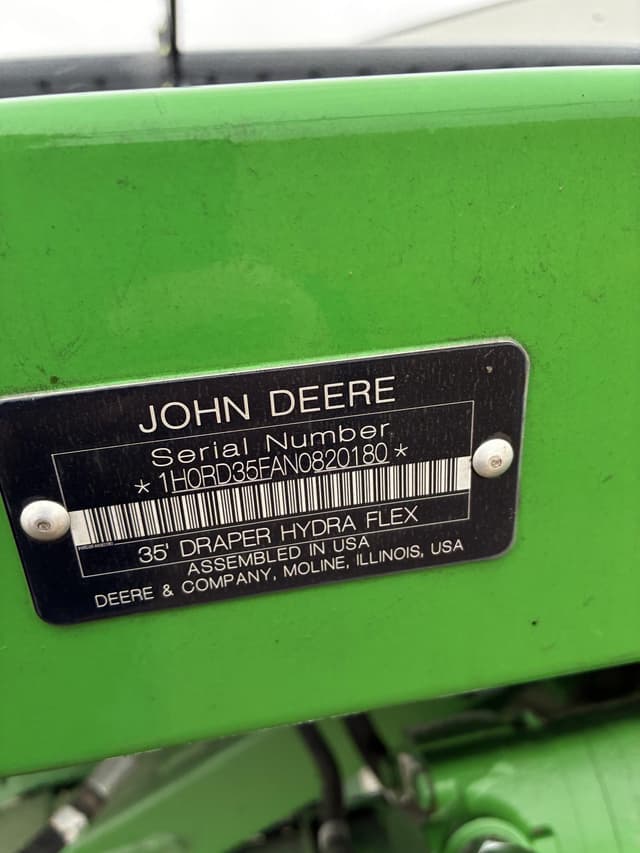 JOHN DEERE
Serial Number
* 1H0RD35FAN0820180 *
35' DRAPER HYDRA FLEX
ASSEMBLED IN USA
DEERE & COMPANY, MOLINE, ILLINOIS, USA